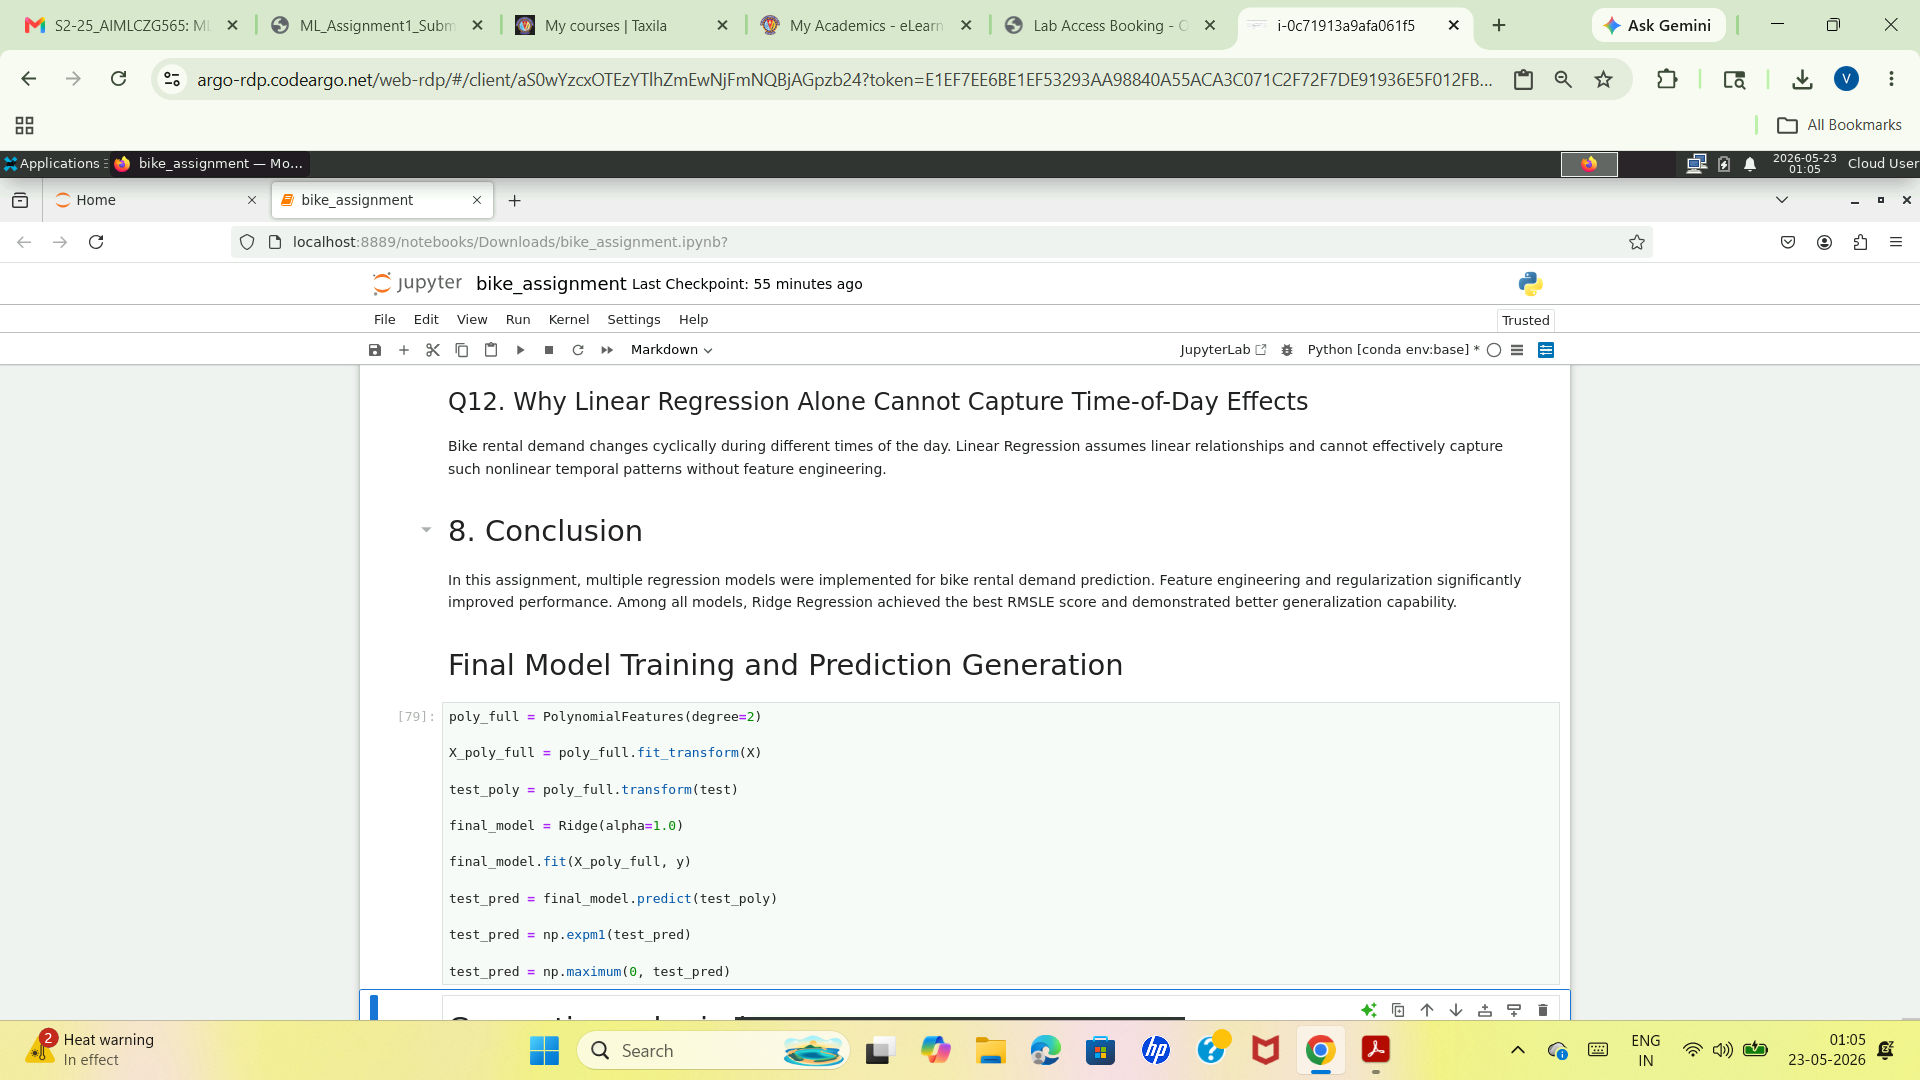 S2-25_AIMLCZG565: ML
ML_Assignment1_Subm
My courses | Taxila
My Academics - eLearn
Lab Access Booking - O
i-0c71913a9afa061f5
Ask Gemini
argo-rdp.codeargo.net/web-rdp/#/client/aS0wYzcxOTEzYTlhZmEwNjFmNQBjAGpzb24?token=E1EF7EE6BE1EF53293AA98840A55ACA3C071C2F72F7DE91936E5F012FB...
V
All Bookmarks
Applications
bike_assignment — Mo...
2026-05-23
01:05
Cloud User
Home
bike_assignment
localhost:8889/notebooks/Downloads/bike_assignment.ipynb?
jupyter
bike_assignment Last Checkpoint: 55 minutes ago
File Edit View Run Kernel Settings Help
Trusted
Markdown
JupyterLab
Python [conda env:base] *
Q12. Why Linear Regression Alone Cannot Capture Time-of-Day Effects
Bike rental demand changes cyclically during different times of the day. Linear Regression assumes linear relationships and cannot effectively capture
such nonlinear temporal patterns without feature engineering.
8. Conclusion
In this assignment, multiple regression models were implemented for bike rental demand prediction. Feature engineering and regularization significantly
improved performance. Among all models, Ridge Regression achieved the best RMSLE score and demonstrated better generalization capability.
Final Model Training and Prediction Generation
[79]:
poly_full = PolynomialFeatures(degree=2)
X_poly_full = poly_full.fit_transform(X)
test_poly = poly_full.transform(test)
final_model = Ridge(alpha=1.0)
final_model.fit(X_poly_full, y)
test_pred = final_model.predict(test_poly)
test_pred = np.expm1(test_pred)
test_pred = np.maximum(0, test_pred)
2
Heat warning
In effect
Search
hp
ENG
IN
01:05
23-05-2026